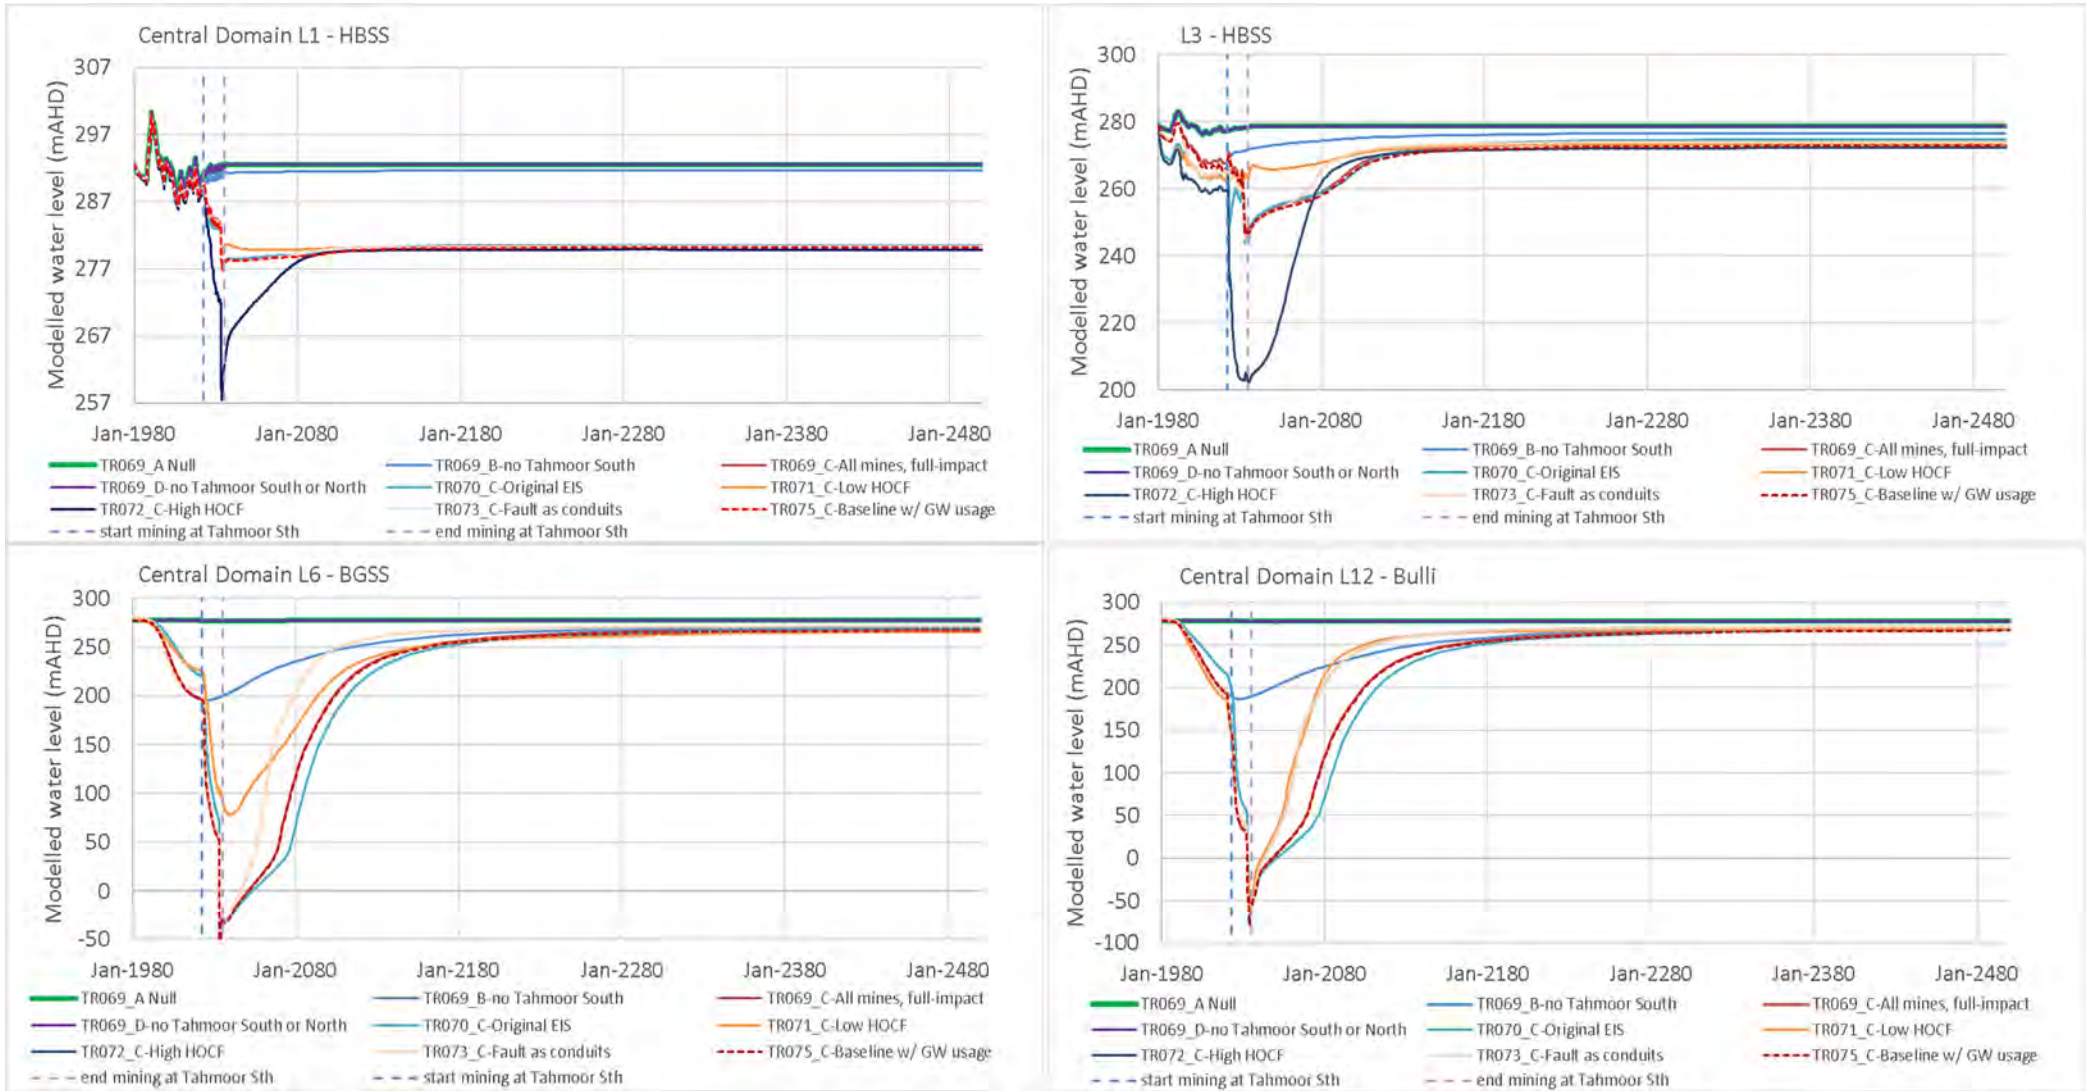 Central Domain L1 - HBSS
Modelled water level (mAHD)
307
297
287
277
267
257
Jan-1980 Jan-2080 Jan-2180 Jan-2280 Jan-2380 Jan-2480
TR069_A Null TR069_B-no Tahmoor South TR069_C-All mines, full-impact
TR069_D-no Tahmoor South or North TR070_C-Original EIS TR071_C-Low HOCF
TR072_C-High HOCF TR073_C-Fault as conduits TR075_C-Baseline w/ GW usage
start mining at Tahmoor Sth end mining at Tahmoor Sth
L3 - HBSS
Modelled water level (mAHD)
300
280
260
240
220
200
Jan-1980 Jan-2080 Jan-2180 Jan-2280 Jan-2380 Jan-2480
TR069_A Null TR069_B-no Tahmoor South TR069_C-All mines, full-impact
TR069_D-no Tahmoor South or North TR070_C-Original EIS TR071_C-Low HOCF
TR072_C-High HOCF TR073_C-Fault as conduits TR075_C-Baseline w/ GW usage
start mining at Tahmoor Sth end mining at Tahmoor Sth
Central Domain L6 - BGSS
Modelled water level (mAHD)
300
250
200
150
100
50
0
-50
Jan-1980 Jan-2080 Jan-2180 Jan-2280 Jan-2380 Jan-2480
TR069_A Null TR069_B-no Tahmoor South TR069_C-All mines, full-impact
TR069_D-no Tahmoor South or North TR070_C-Original EIS TR071_C-Low HOCF
TR072_C-High HOCF TR073_C-Fault as conduits TR075_C-Baseline w/ GW usage
end mining at Tahmoor Sth start mining at Tahmoor Sth
Central Domain L12 - Bulli
Modelled water level (mAHD)
300
250
200
150
100
50
0
-50
-100
Jan-1980 Jan-2080 Jan-2180 Jan-2280 Jan-2380 Jan-2480
TR069_A Null TR069_B-no Tahmoor South TR069_C-All mines, full-impact
TR069_D-no Tahmoor South or North TR070_C-Original EIS TR071_C-Low HOCF
TR072_C-High HOCF TR073_C-Fault as conduits TR075_C-Baseline w/ GW usage
start mining at Tahmoor Sth end mining at Tahmoor Sth